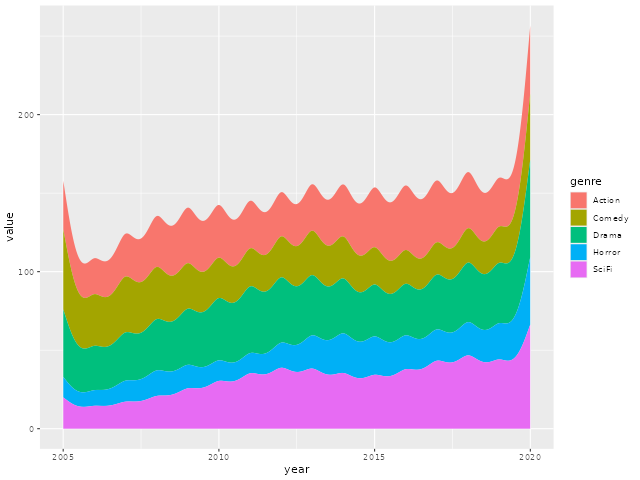 value
200
100
0
2005
2010
2015
2020
year
genre
Action
Comedy
Drama
Horror
SciFi